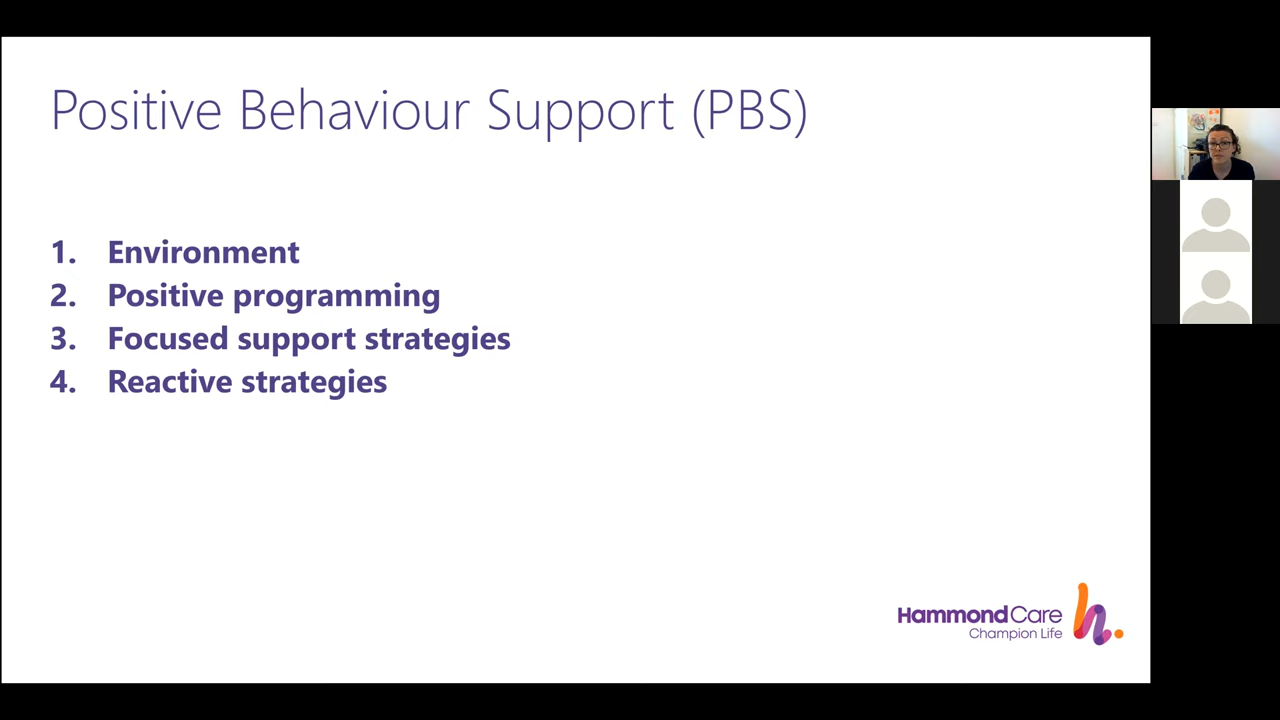 Positive Behaviour Support (PBS)
1. Environment
2. Positive programming
3. Focused support strategies
4. Reactive strategies
HammondCare
Champion Life